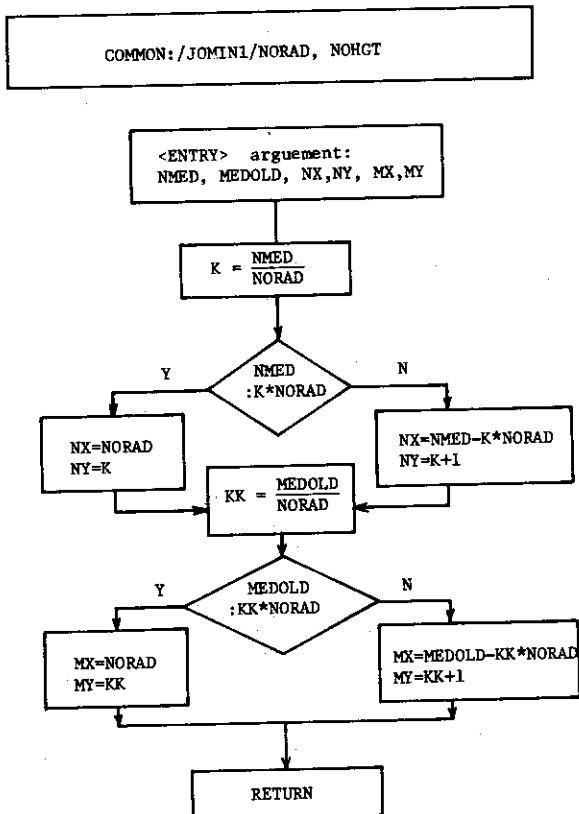 COMMON:/JOMIN1/NORAD, NOHGT
<ENTRY> arguement:
NMED, MEDOLD, NX,NY, MX,MY
K = NMED
NORAD
NMED
:K*NORAD
Y
N
NX=NORAD
NY=K
NX=NMED-K*NORAD
NY=K+1
KK = MEDOLD
NORAD
MEDOLD
:KK*NORAD
Y
N
MX=NORAD
MY=KK
MX=MEDOLD-KK*NORAD
MY=KK+1
RETURN